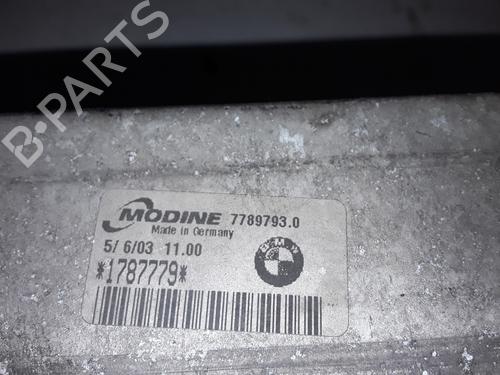 B-PARTS
MODINE 7789793.0
Made in Germany
5/ 6/03 11.00
BMW
*1787779*